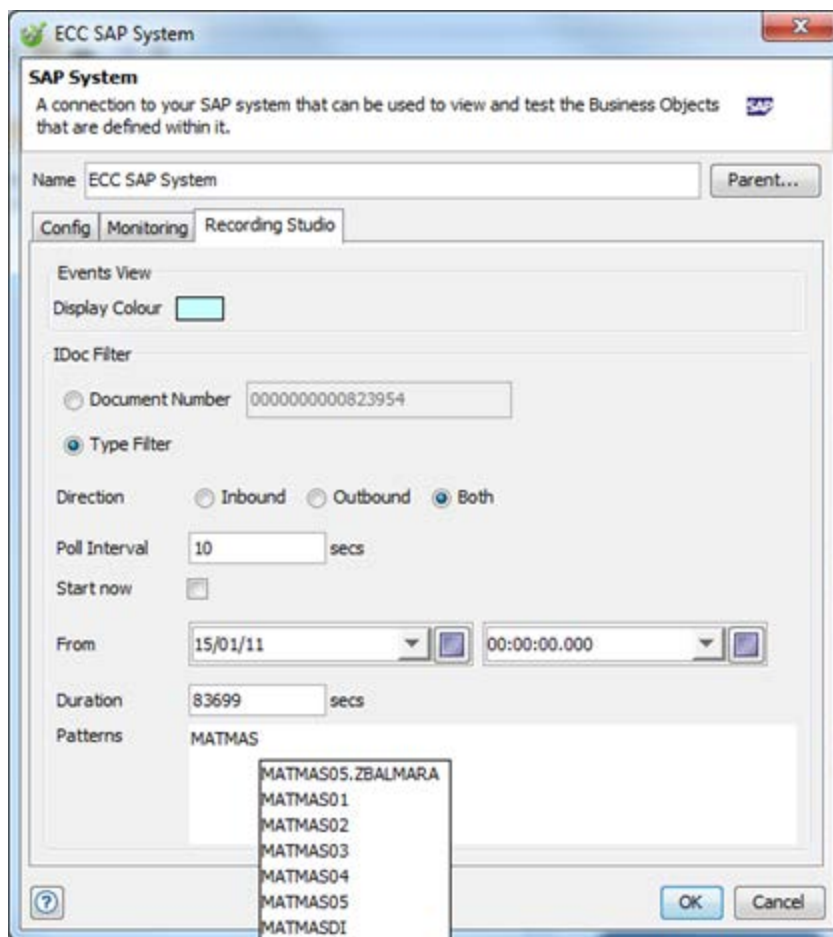 ECC SAP System
SAP System
A connection to your SAP system that can be used to view and test the Business Objects SAP
that are defined within it.
Name ECC SAP System Parent...
Config Monitoring Recording Studio
Events View
Display Colour
IDoc Filter
Document Number 0000000000823954
Type Filter
Direction Inbound Outbound Both
Poll Interval 10 secs
Start now
From 15/01/11 00:00:00.000
Duration 83699 secs
Patterns MATMAS
MATMAS05.ZBALMARA
MATMAS01
MATMAS02
MATMAS03
MATMAS04
MATMAS05
MATMASDI
? OK Cancel